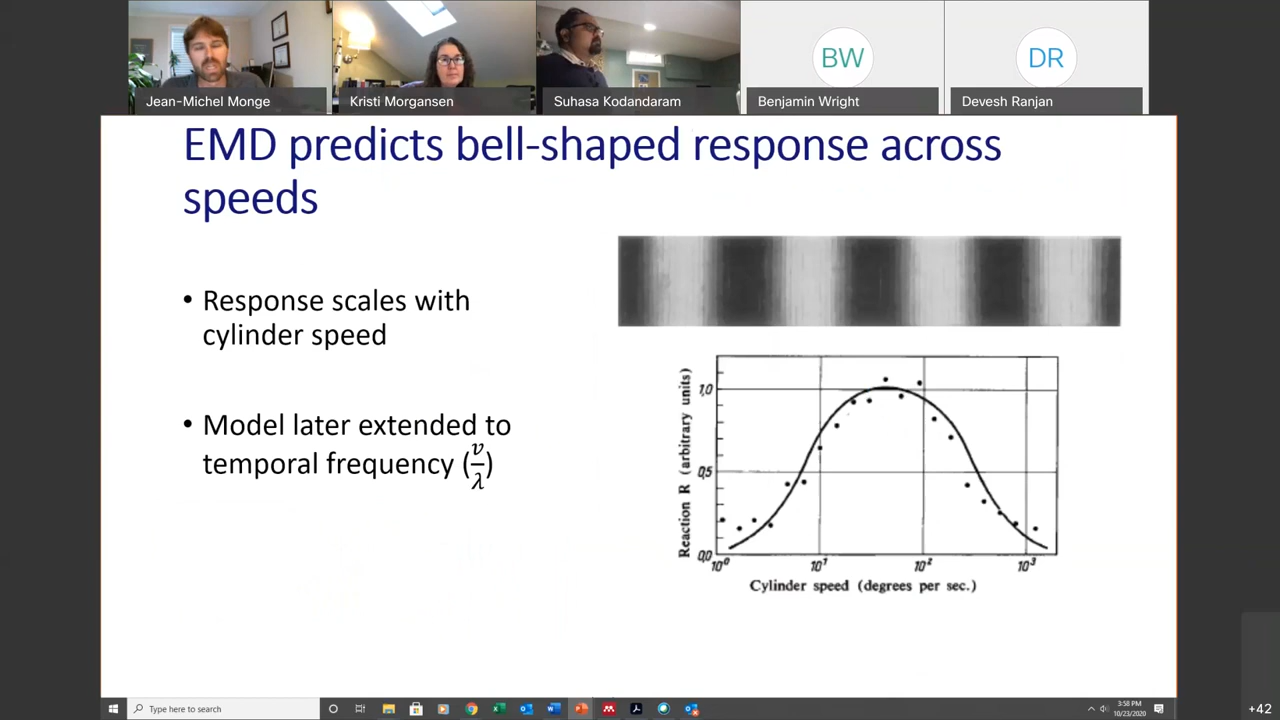 BW
DR
Jean-Michel Monge
Kristi Morgansen
Suhasa Kodandaram
Benjamin Wright
Devesh Ranjan
EMD predicts bell-shaped response across
speeds
• Response scales with
cylinder speed
• Model later extended to
temporal frequency (v/λ)
Reaction R (arbitrary units)
1,0
0,5
0,0
10⁰ 10¹ 10² 10³
Cylinder speed (degrees per sec.)
Type here to search
3:58 PM
10/23/2020
+42